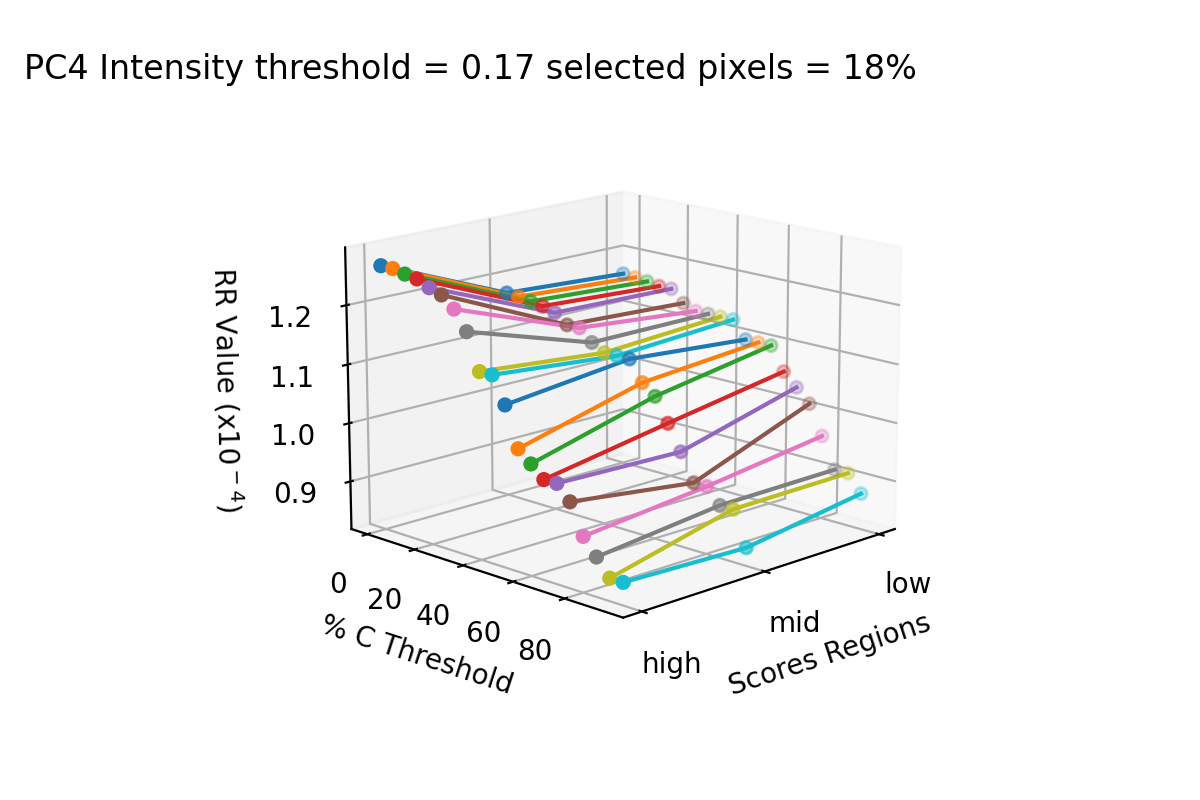 PC4 Intensity threshold = 0.17 selected pixels = 18%
RR Value (x10⁻⁴)
1.2
1.1
1.0
0.9
0
20
40
60
80
% C Threshold
high
mid
low
Scores Regions